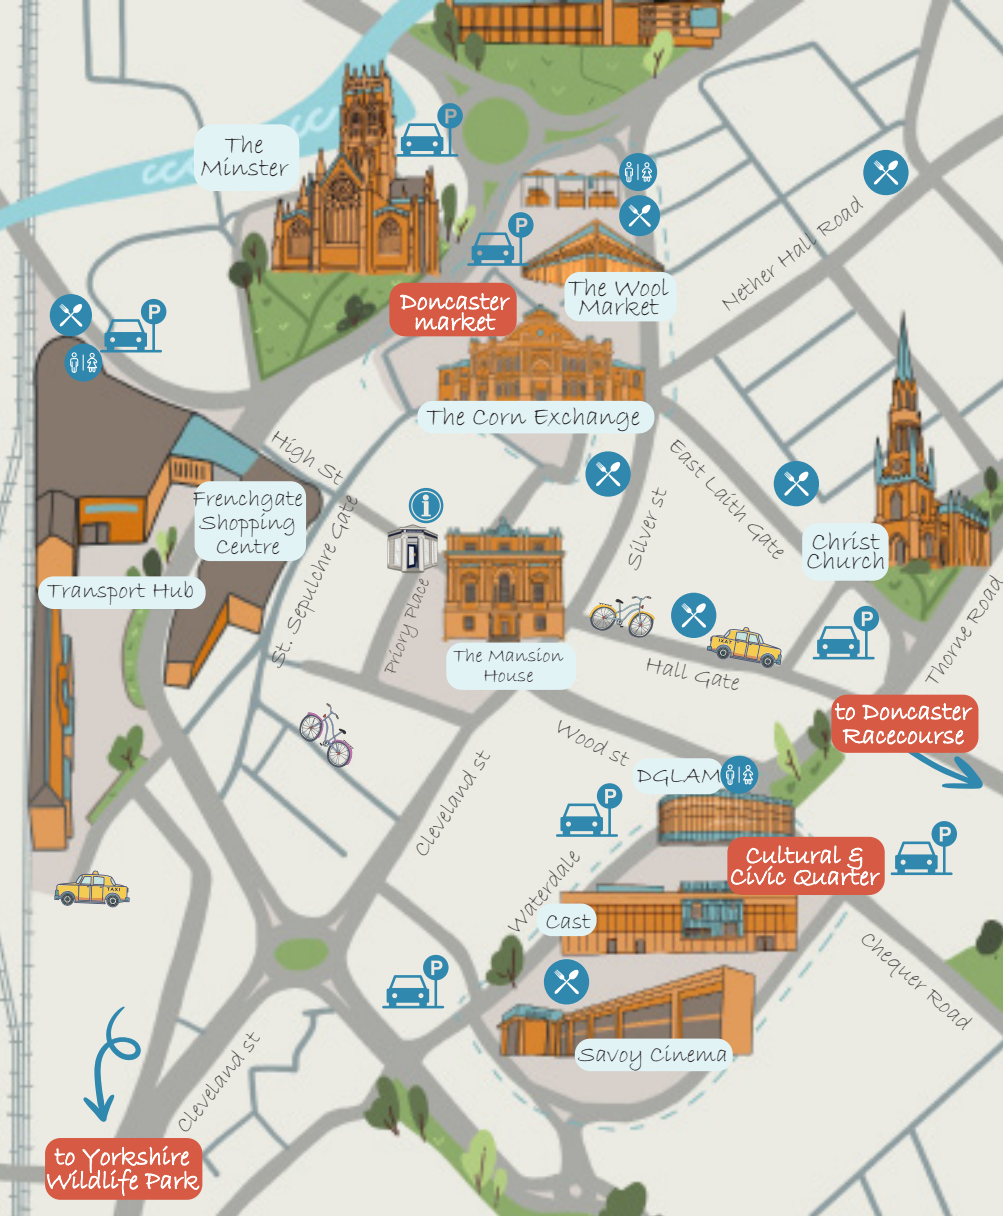 P
The
Minster
P
Nether Hall Road
The Wool
Market
Doncaster
market
P
The Corn Exchange
High St
East Laith Gate
Frenchgate
Shopping
Centre
St. Sepulchre Gate
i
Silver st
Christ
Church
Transport Hub
Priory Place
The Mansion
House
TAXI
P
Hall Gate
Thorne Road
to Doncaster
Racecourse
Wood st
DGLAM
Cleveland st
P
Waterdale
Cultural &
Civic Quarter
P
TAXI
Cast
Chequer Road
P
Savoy Cinema
Cleveland st
to Yorkshire
Wildlife Park